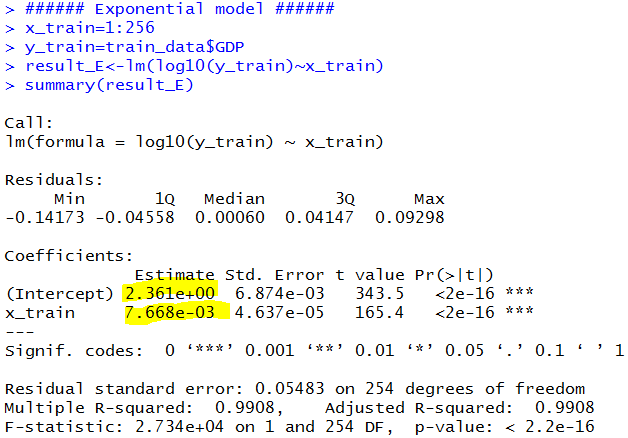 > ###### Exponential model ######
> x_train=1:256
> y_train=train_data$GDP
> result_E<-lm(log10(y_train)~x_train)
> summary(result_E)
Call:
lm(formula = log10(y_train) ~ x_train)
Residuals:
     Min       1Q   Median       3Q      Max
-0.14173 -0.04558  0.00060  0.04147  0.09298
Coefficients:
             Estimate Std. Error t value Pr(>|t|)
(Intercept) 2.361e+00  6.874e-03   343.5   <2e-16 ***
x_train     7.668e-03  4.637e-05   165.4   <2e-16 ***
---
Signif. codes:  0 ‘***’ 0.001 ‘**’ 0.01 ‘*’ 0.05 ‘.’ 0.1 ‘ ’ 1
Residual standard error: 0.05483 on 254 degrees of freedom
Multiple R-squared:  0.9908,    Adjusted R-squared:  0.9908
F-statistic: 2.734e+04 on 1 and 254 DF,  p-value: < 2.2e-16